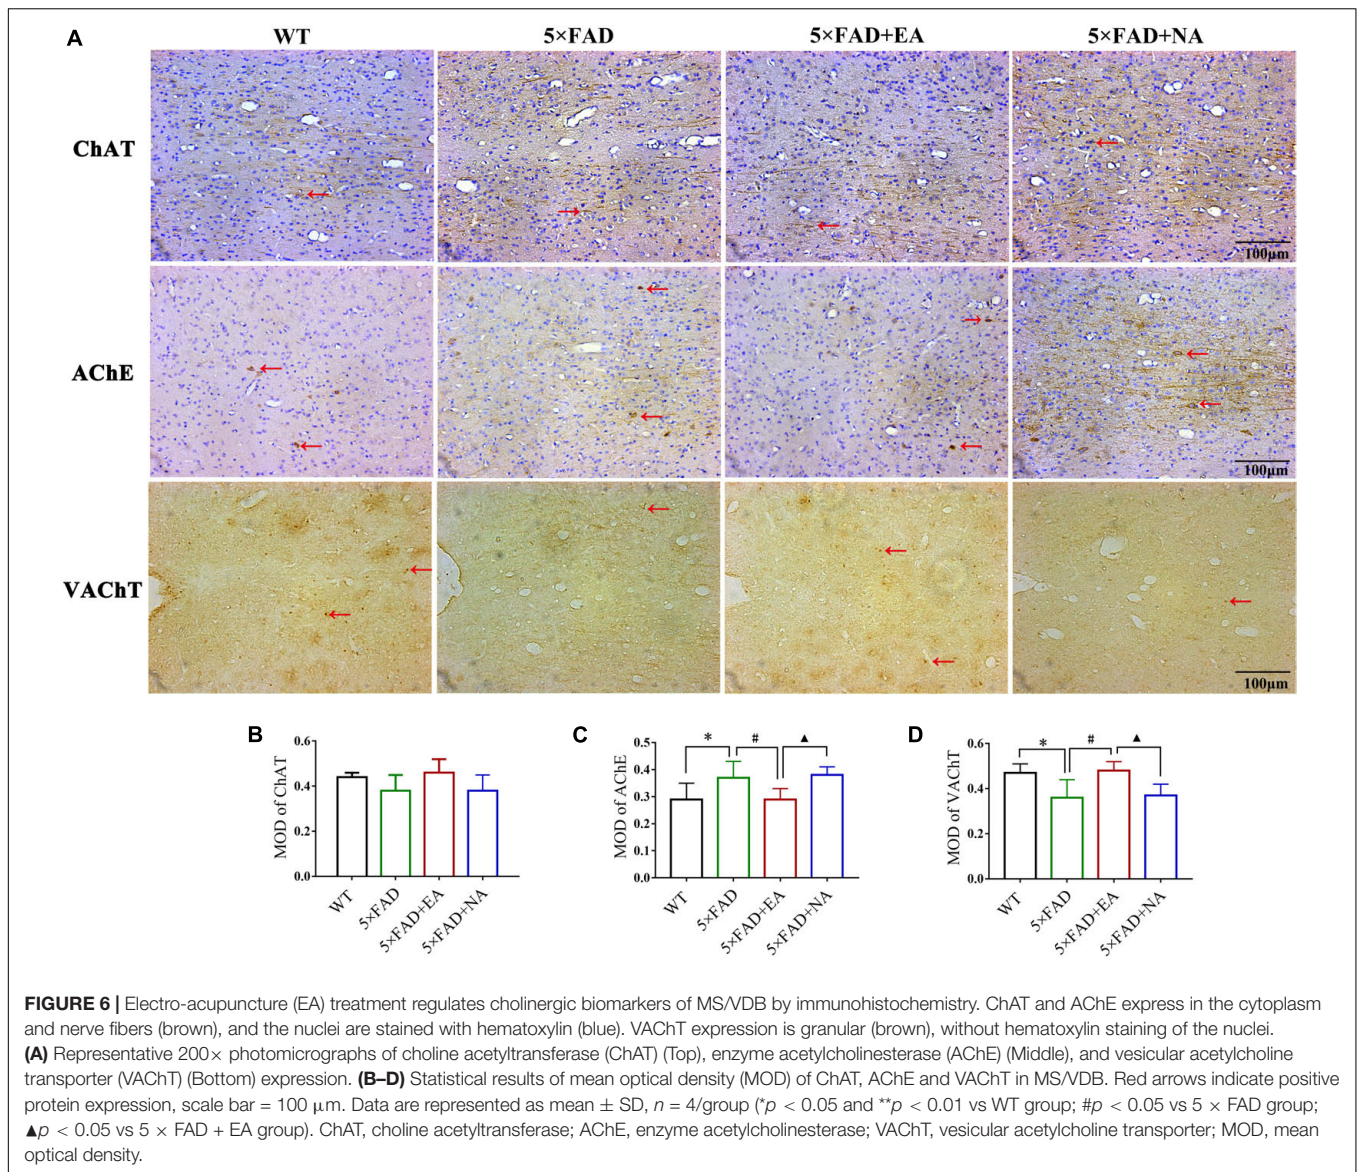 A
WT
5×FAD
5×FAD+EA
5×FAD+NA
ChAT
100μm
AChE
100μm
VAChT
100μm
B
MOD of ChAT
0.6
0.4
0.2
0.0
WT
5×FAD
5×FAD+EA
5×FAD+NA
C
MOD of AChE
0.5
0.4
0.3
0.2
0.1
0.0
*
#
▲
WT
5×FAD
5×FAD+EA
5×FAD+NA
D
MOD of VAChT
0.6
0.4
0.2
0.0
*
#
▲
WT
5×FAD
5×FAD+EA
5×FAD+NA
FIGURE 6 | Electro-acupuncture (EA) treatment regulates cholinergic biomarkers of MS/VDB by immunohistochemistry. ChAT and AChE express in the cytoplasm
and nerve fibers (brown), and the nuclei are stained with hematoxylin (blue). VAChT expression is granular (brown), without hematoxylin staining of the nuclei.
(A) Representative 200× photomicrographs of choline acetyltransferase (ChAT) (Top), enzyme acetylcholinesterase (AChE) (Middle), and vesicular acetylcholine
transporter (VAChT) (Bottom) expression. (B–D) Statistical results of mean optical density (MOD) of ChAT, AChE and VAChT in MS/VDB. Red arrows indicate positive
protein expression, scale bar = 100 μm. Data are represented as mean ± SD, n = 4/group (*p < 0.05 and **p < 0.01 vs WT group; #p < 0.05 vs 5 × FAD group;
▲p < 0.05 vs 5 × FAD + EA group). ChAT, choline acetyltransferase; AChE, enzyme acetylcholinesterase; VAChT, vesicular acetylcholine transporter; MOD, mean
optical density.